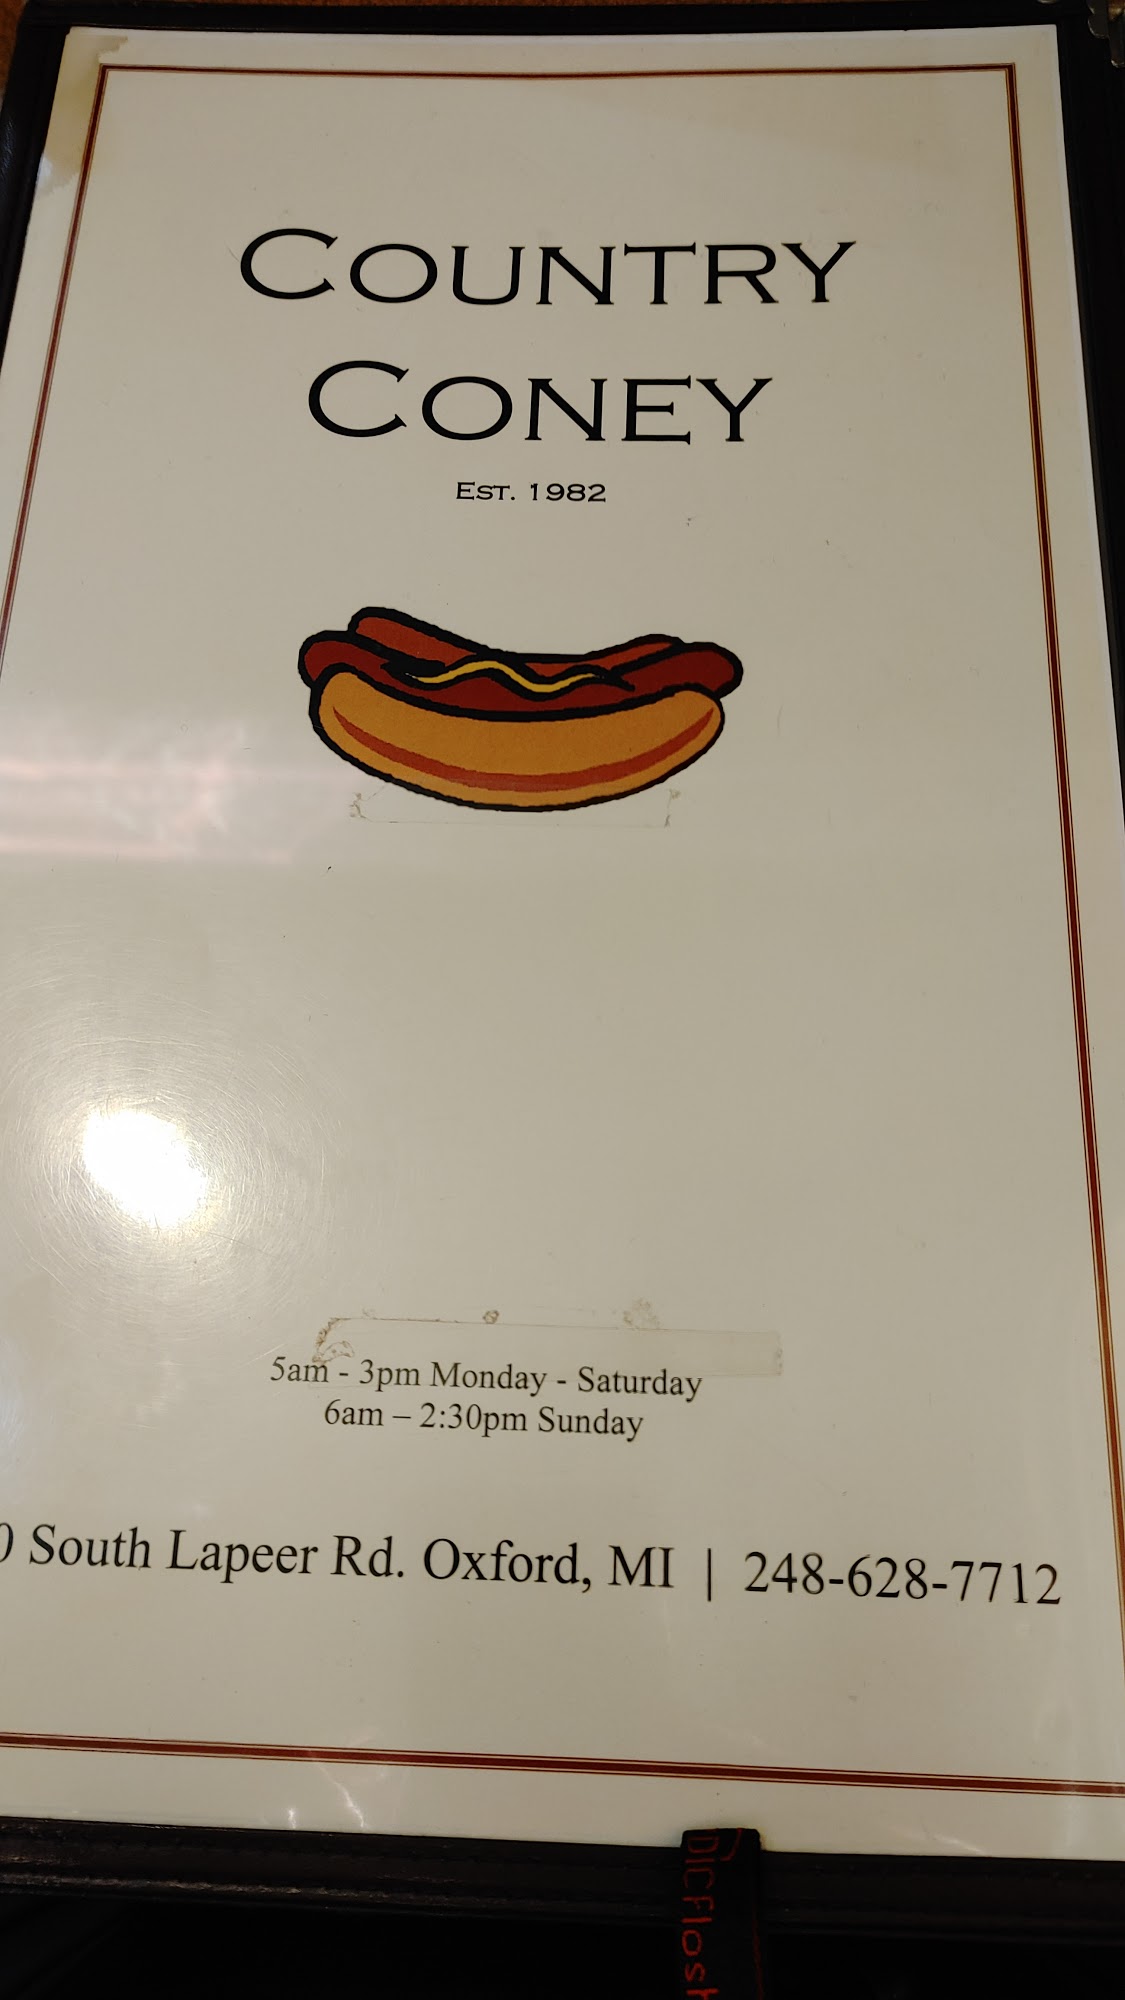 COUNTRY
CONEY
EST. 1982
5am - 3pm Monday - Saturday
6am – 2:30pm Sunday
0 South Lapeer Rd. Oxford, MI | 248-628-7712